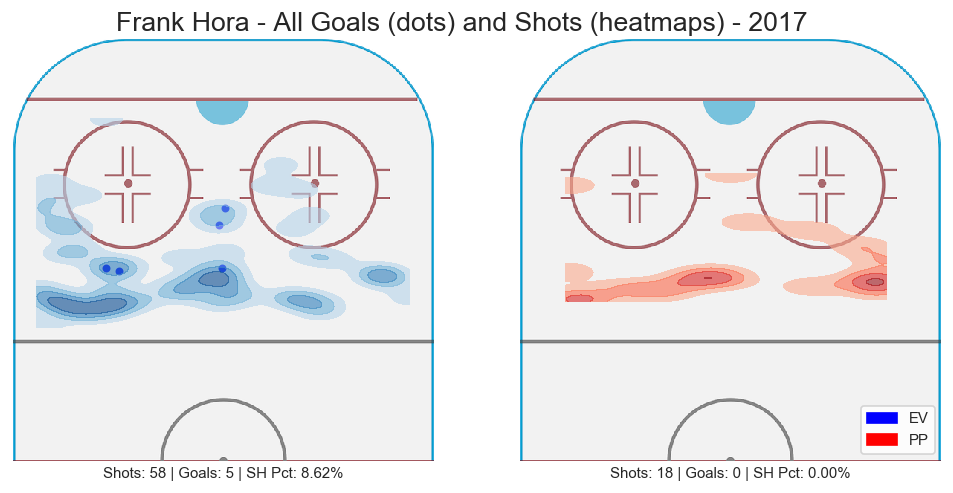 Frank Hora - All Goals (dots) and Shots (heatmaps) - 2017
EV
PP
Shots: 58 | Goals: 5 | SH Pct: 8.62%
Shots: 18 | Goals: 0 | SH Pct: 0.00%